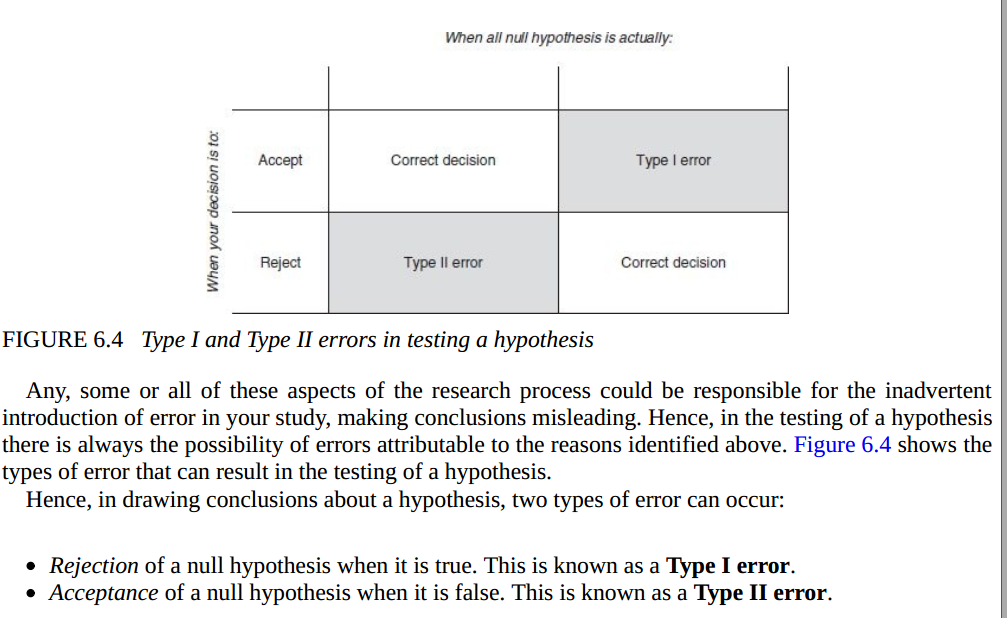 When all null hypothesis is actually:
When your decision is to:
Accept
Correct decision
Type I error
Reject
Type II error
Correct decision
FIGURE 6.4 Type I and Type II errors in testing a hypothesis
Any, some or all of these aspects of the research process could be responsible for the inadvertent
introduction of error in your study, making conclusions misleading. Hence, in the testing of a hypothesis
there is always the possibility of errors attributable to the reasons identified above. Figure 6.4 shows the
types of error that can result in the testing of a hypothesis.
Hence, in drawing conclusions about a hypothesis, two types of error can occur:
• Rejection of a null hypothesis when it is true. This is known as a Type I error.
• Acceptance of a null hypothesis when it is false. This is known as a Type II error.